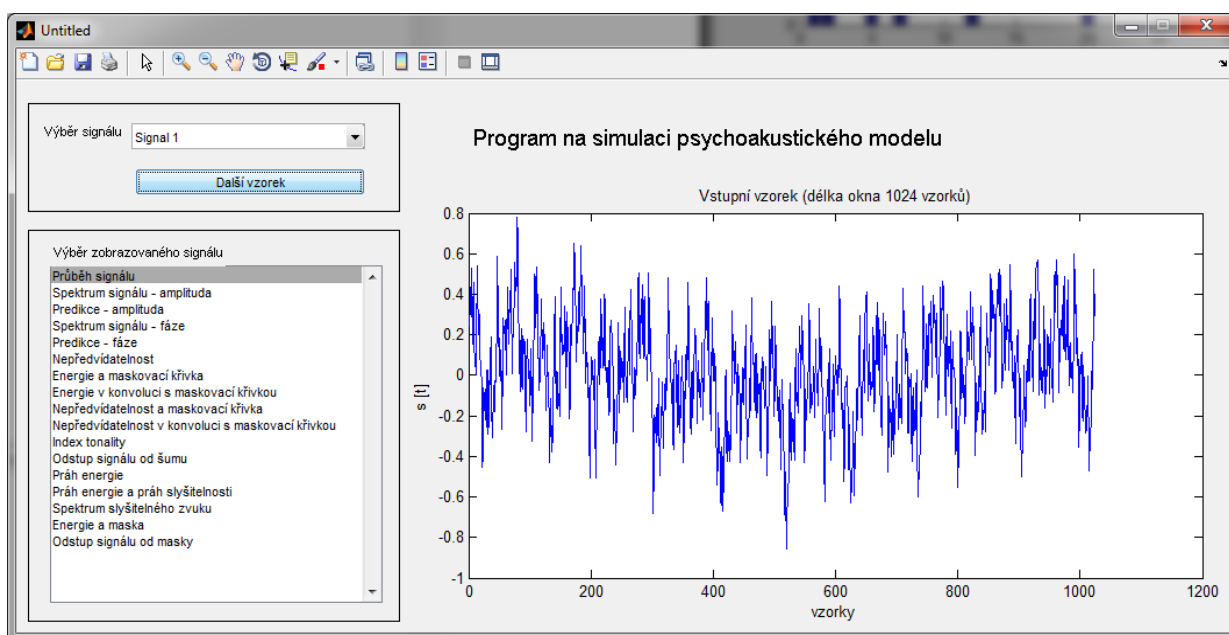 Untitled
Výběr signálu
Signal 1
Další vzorek
Program na simulaci psychoakustického modelu
Výběr zobrazovaného signálu
Průběh signálu
Spektrum signálu - amplituda
Predikce - amplituda
Spektrum signálu - fáze
Predikce - fáze
Nepředvídatelnost
Energie a maskovací křivka
Energie v konvoluci s maskovací křivkou
Nepředvídatelnost a maskovací křivka
Nepředvídatelnost v konvoluci s maskovací křivkou
Index tonality
Odstup signálu od šumu
Práh energie
Práh energie a práh slyšitelnosti
Spektrum slyšitelného zvuku
Energie a maska
Odstup signálu od masky
Vstupní vzorek (délka okna 1024 vzorků)
0.8
0.6
0.4
0.2
0
-0.2
-0.4
-0.6
-0.8
-1
s [t]
0 200 400 600 800 1000 1200
vzorky